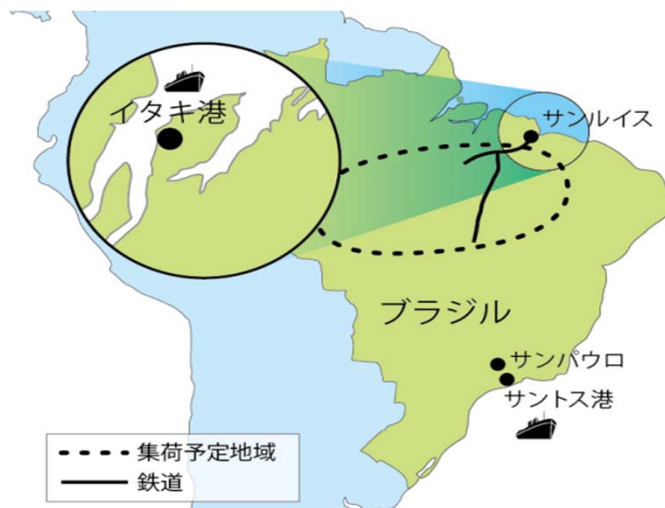 イタキ港
サンルイス
ブラジル
サンパウロ
サントス港
集荷予定地域
鉄道